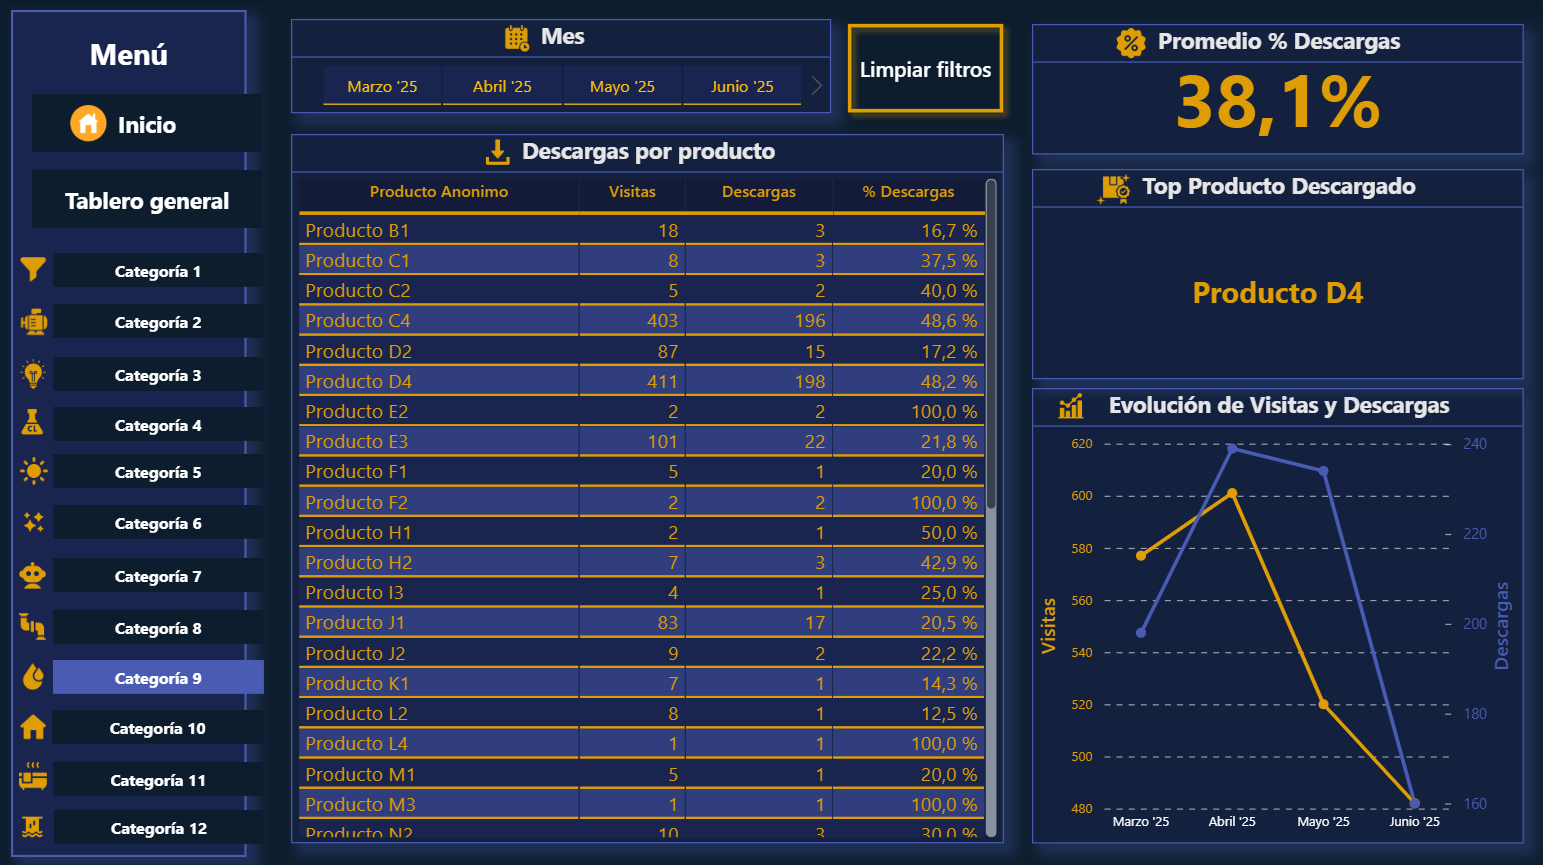 Menú
Inicio
Tablero general
Categoría 1
Categoría 2
Categoría 3
Categoría 4
CL
Categoría 5
Categoría 6
Categoría 7
Categoría 8
Categoría 9
Categoría 10
Categoría 11
Categoría 12
Mes
Marzo '25 Abril '25 Mayo '25 Junio '25
Limpiar filtros
Descargas por producto
Producto Anonimo Visitas Descargas % Descargas
Producto B1 18 3 16,7 %
Producto C1 8 3 37,5 %
Producto C2 5 2 40,0 %
Producto C4 403 196 48,6 %
Producto D2 87 15 17,2 %
Producto D4 411 198 48,2 %
Producto E2 2 2 100,0 %
Producto E3 101 22 21,8 %
Producto F1 5 1 20,0 %
Producto F2 2 2 100,0 %
Producto H1 2 1 50,0 %
Producto H2 7 3 42,9 %
Producto I3 4 1 25,0 %
Producto J1 83 17 20,5 %
Producto J2 9 2 22,2 %
Producto K1 7 1 14,3 %
Producto L2 8 1 12,5 %
Producto L4 1 1 100,0 %
Producto M1 5 1 20,0 %
Producto M3 1 1 100,0 %
Producto N2 10 3 30,0 %
Promedio % Descargas
38,1%
Top Producto Descargado
Producto D4
Evolución de Visitas y Descargas
Visitas
620
600
580
560
540
520
500
480
240
220
200
180
160
Descargas
Marzo '25 Abril '25 Mayo '25 Junio '25